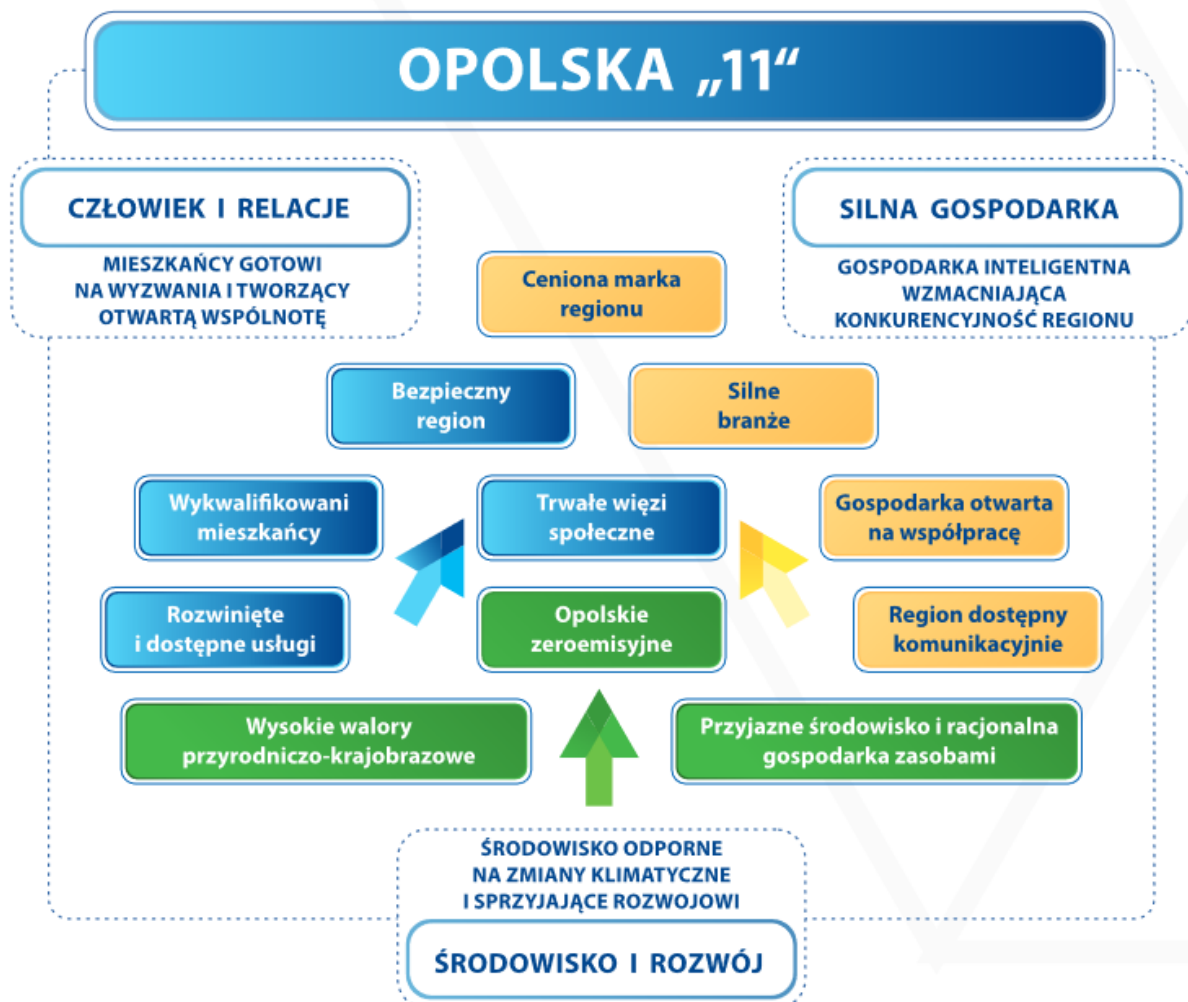 OPOLSKA „11“
CZŁOWIEK I RELACJE
MIESZKAŃCY GOTOWI
NA WYZWANIA I TWORZĄCY
OTWARTĄ WSPÓLNOTĘ
SILNA GOSPODARKA
GOSPODARKA INTELIGENTNA
WZMACNIAJĄCA
KONKURENCYJNOŚĆ REGIONU
Ceniona marka
regionu
Bezpieczny
region
Silne
branże
Wykwalifikowani
mieszkańcy
Trwałe więzi
społeczne
Gospodarka otwarta
na współpracę
Rozwinięte
i dostępne usługi
Opolskie
zeroemisyjne
Region dostępny
komunikacyjnie
Wysokie walory
przyrodniczo-krajobrazowe
Przyjazne środowisko i racjonalna
gospodarka zasobami
ŚRODOWISKO ODPORNE
NA ZMIANY KLIMATYCZNE
I SPRZYJAJĄCE ROZWOJOWI
ŚRODOWISKO I ROZWÓJ